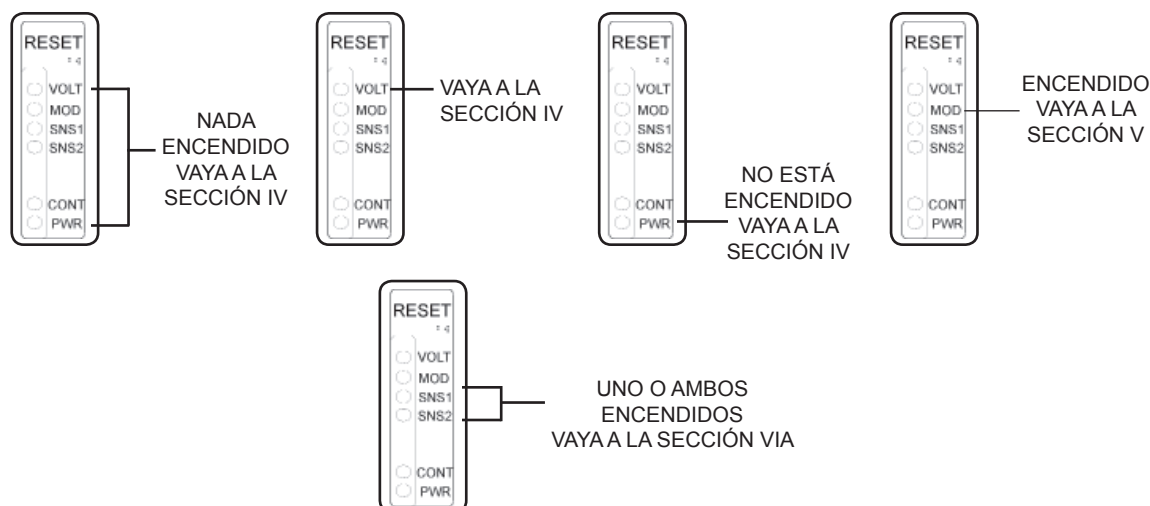 RESET
VOLT
MOD
SNS1
SNS2
CONT
PWR
NADA
ENCENDIDO
VAYA A LA
SECCIÓN IV
RESET
VOLT
MOD
SNS1
SNS2
CONT
PWR
VAYA A LA
SECCIÓN IV
RESET
VOLT
MOD
SNS1
SNS2
CONT
PWR
NO ESTÁ
ENCENDIDO
VAYA A LA
SECCIÓN IV
RESET
VOLT
MOD
SNS1
SNS2
CONT
PWR
ENCENDIDO
VAYA A LA
SECCIÓN V
RESET
VOLT
MOD
SNS1
SNS2
CONT
PWR
UNO O AMBOS
ENCENDIDOS
VAYA A LA SECCIÓN VIA